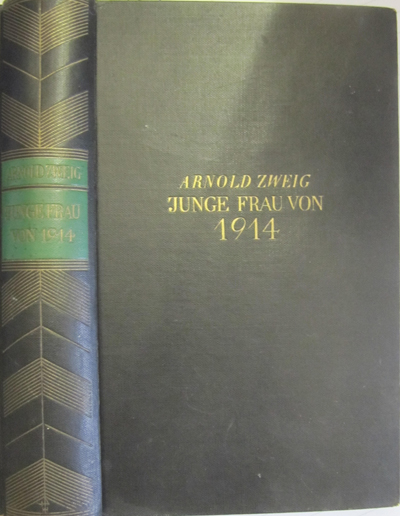 ARNOLD ZWEIG
JUNGE FRAU
VON 1914
ARNOLD ZWEIG
JUNGE FRAU VON
1914